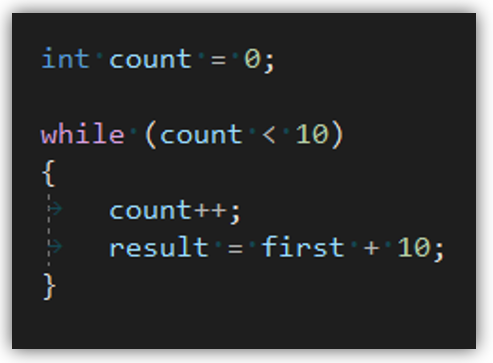 int count = 0;
while (count < 10)
{
count++;
result = first + 10;
}